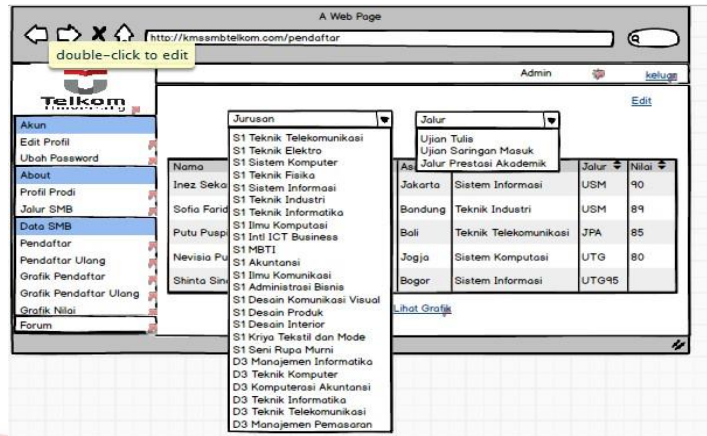 A Web Page
http://kmssmbtelkom.com/pendaftar
double-click to edit
Admin
keluar
Telkom
University
Edit
Akun
Edit Profil
Ubah Password
About
Profil Prodi
Jalur SMB
Data SMB
Pendaftar
Pendaftar Ulang
Grafik Pendaftar
Grafik Pendaftar Ulang
Grafik Nilai
Forum
Jurusan
S1 Teknik Telekomunikasi
S1 Teknik Elektro
S1 Sistem Komputer
S1 Teknik Fisika
S1 Sistem Informasi
S1 Teknik Industri
S1 Teknik Informatika
S1 Ilmu Komputasi
S1 Intl ICT Business
S1 MBTI
S1 Akuntansi
S1 Ilmu Komunikasi
S1 Administrasi Bisnis
S1 Desain Komunikasi Visual
S1 Desain Produk
S1 Desain Interior
S1 Kriya Tekstil dan Mode
S1 Seni Rupa Murni
D3 Manajemen Informatika
D3 Teknik Komputer
D3 Komputerasi Akuntansi
D3 Teknik Informatika
D3 Teknik Telekomunikasi
D3 Manajemen Pemasaran
Jalur
Ujian Tulis
Ujian Saringan Masuk
Jalur Prestasi Akademik
Nama Jalur Nilai
Inez Jakarta Sistem Informasi USM 90
Sofia Farid Bandung Teknik Industri USM 89
Putu Bali Teknik Telekomunikasi JPA 85
Nevisia Jogja Sistem Komputasi UTG 80
Shinta Bogor Sistem Informasi UTG95
Lihat Grafik